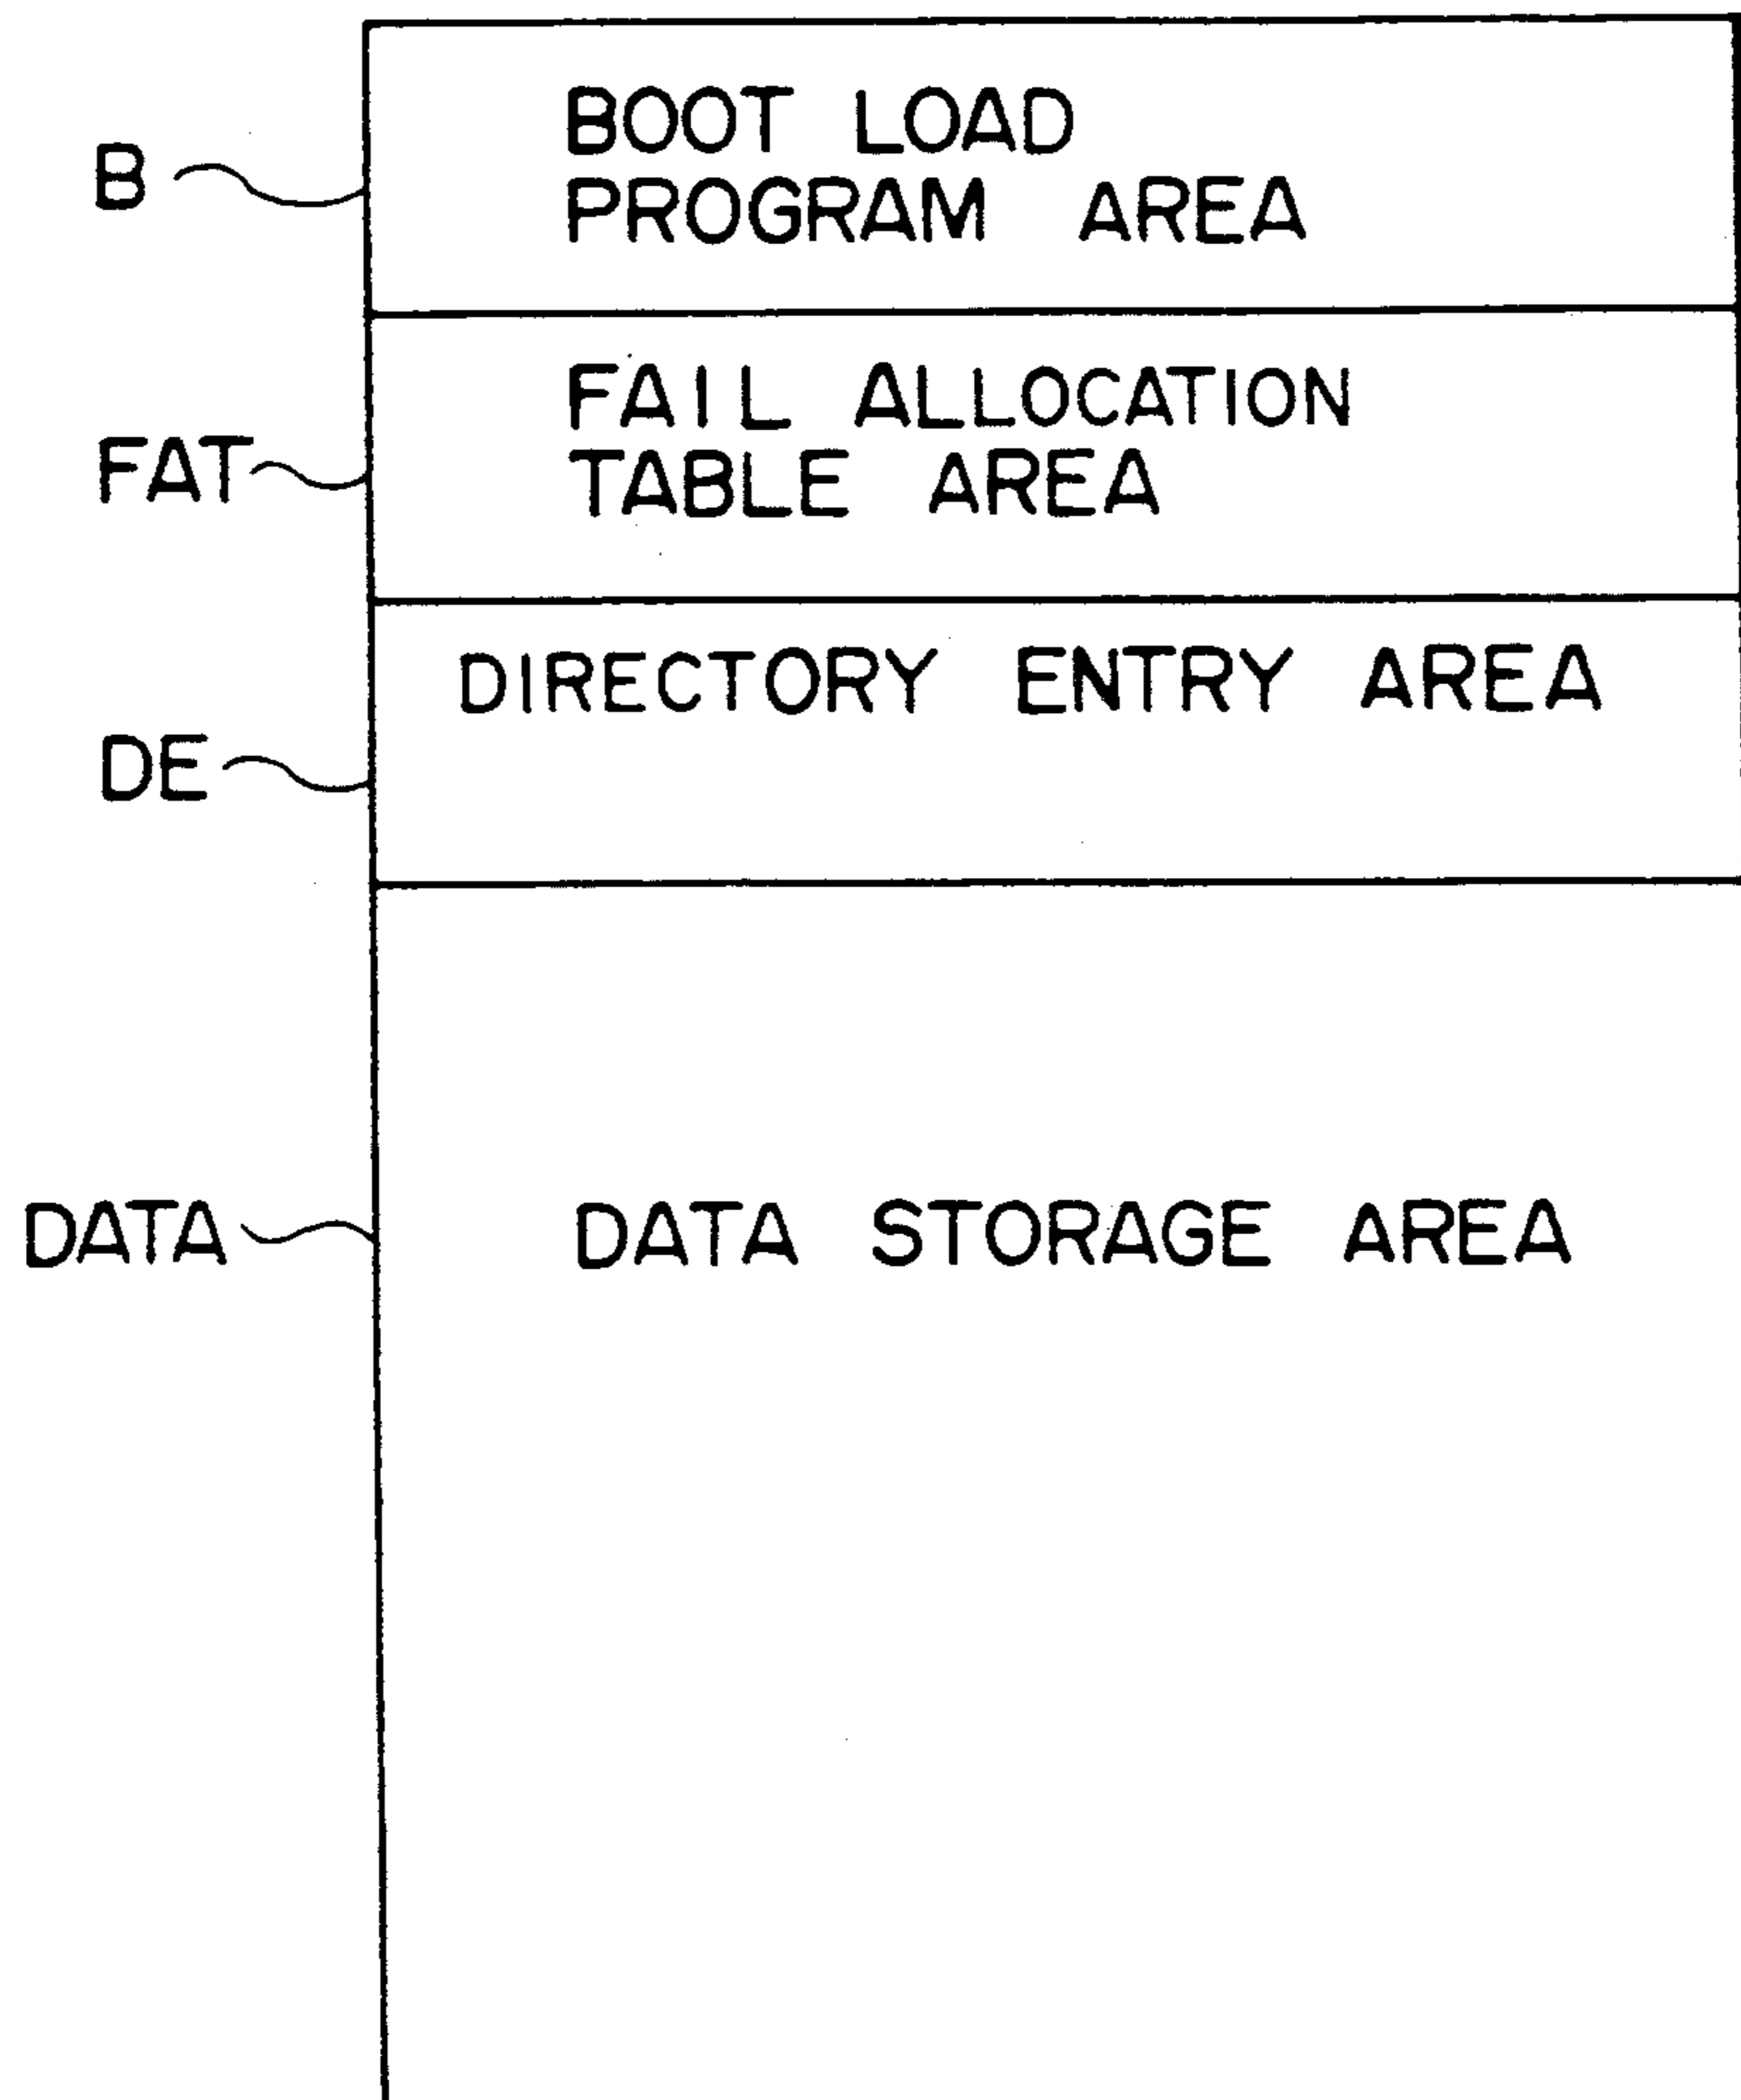 BOOT LOAD
B PROGRAM AREA
FAIL ALLOCATION
FAT TABLE AREA
DIRECTORY ENTRY AREA
DE
DATA DATA STORAGE AREA